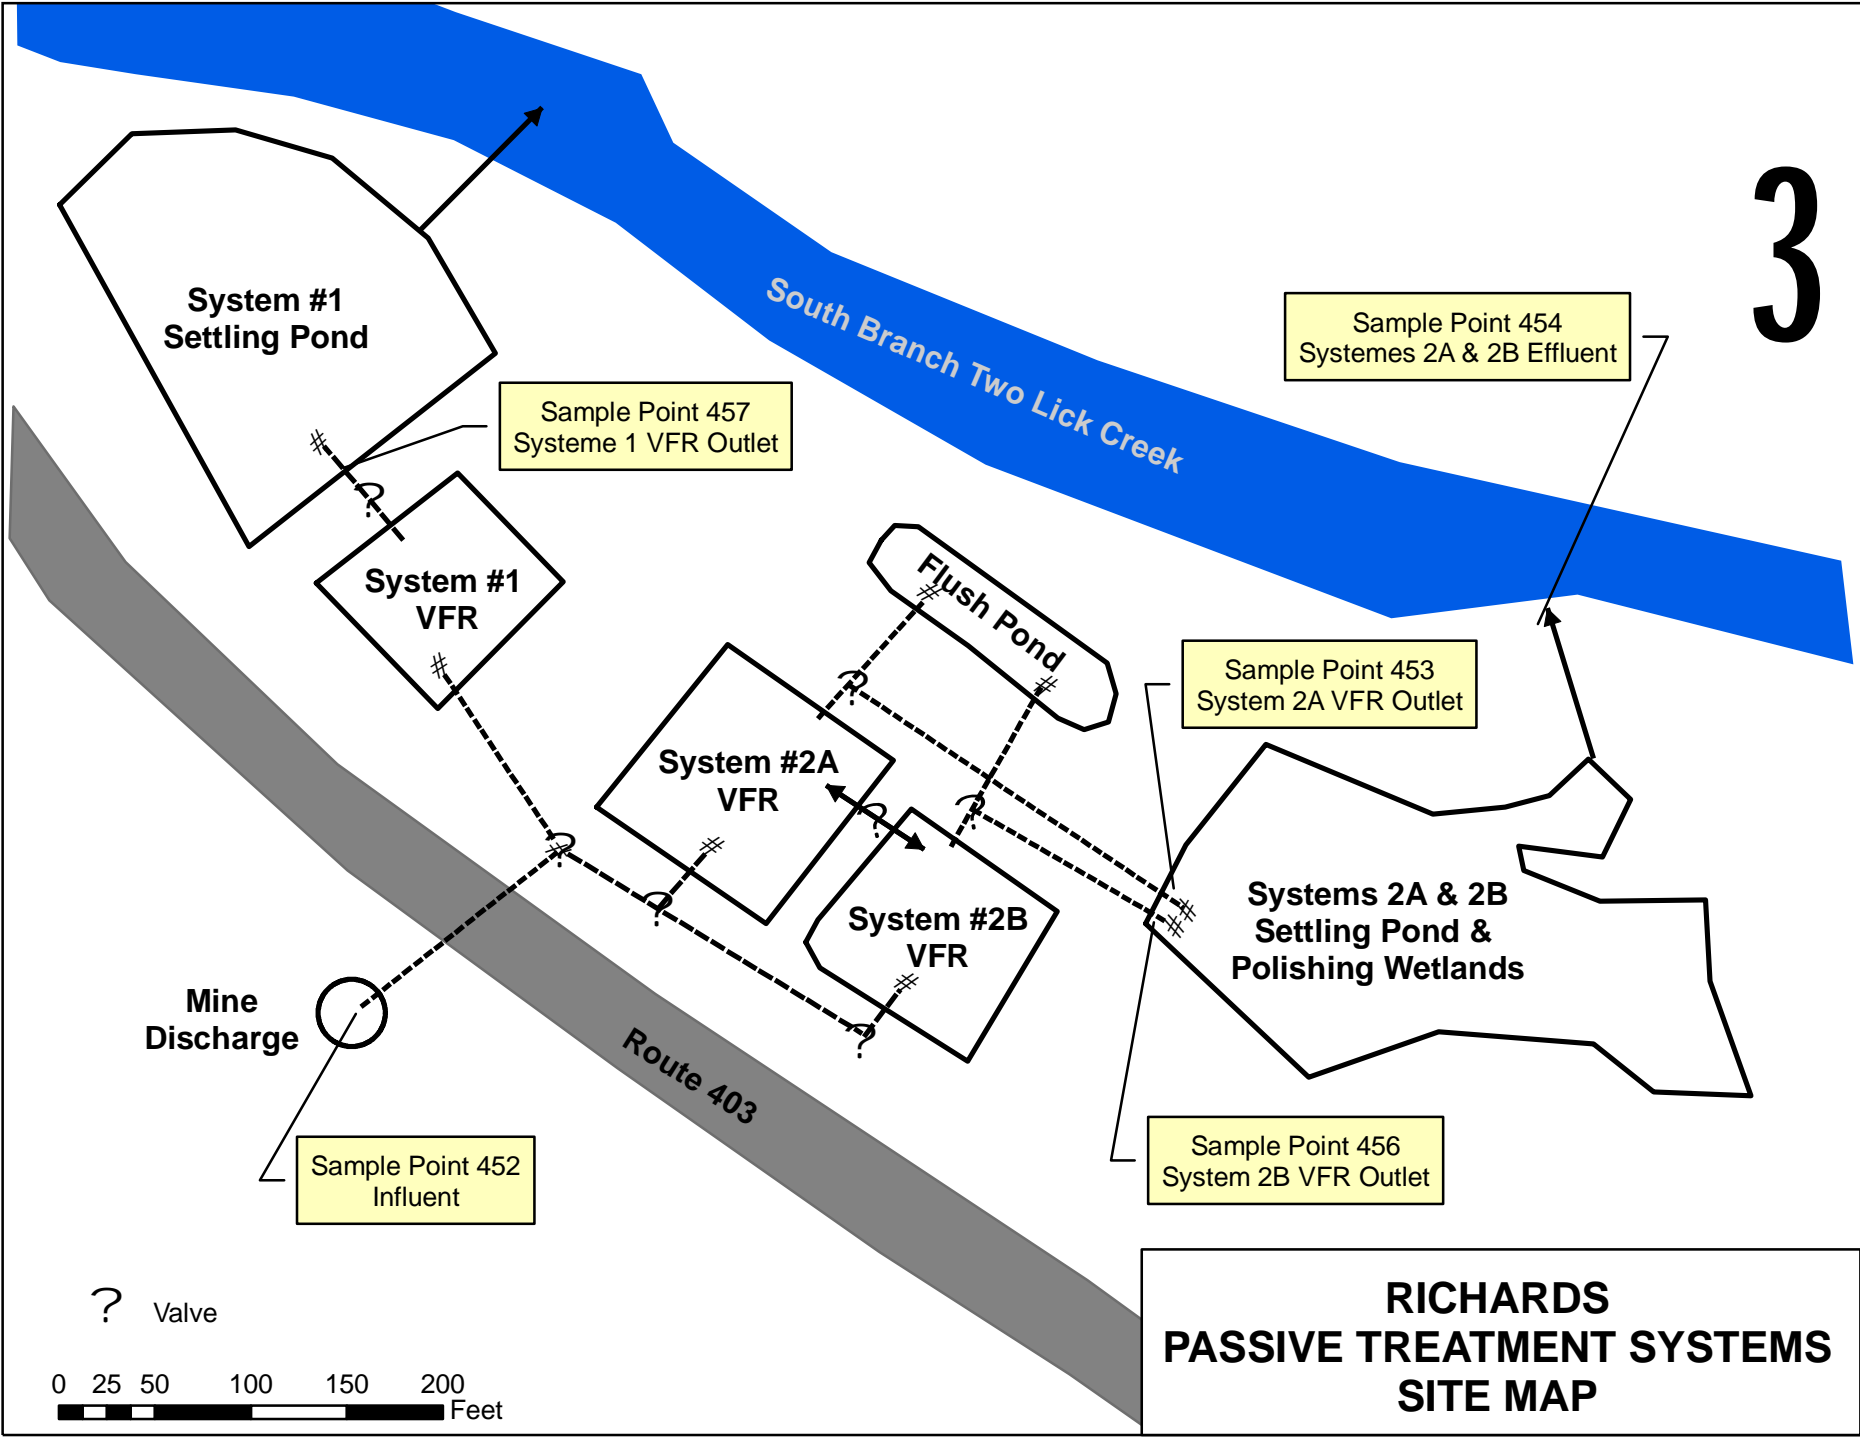 3
System #1
Settling Pond
South Branch Two Lick Creek
Sample Point 454
Systemes 2A & 2B Effluent
Sample Point 457
Systeme 1 VFR Outlet
#
?
System #1
VFR
#
Flush Pond
#
#
?
Sample Point 453
System 2A VFR Outlet
System #2A
VFR
?
?
#
?
#
?
System #2B
VFR
#
?
#
#
Systems 2A & 2B
Settling Pond &
Polishing Wetlands
Mine
Discharge
Route 403
Sample Point 452
Influent
Sample Point 456
System 2B VFR Outlet
? Valve
0 25 50 100 150 200
Feet
RICHARDS
PASSIVE TREATMENT SYSTEMS
SITE MAP